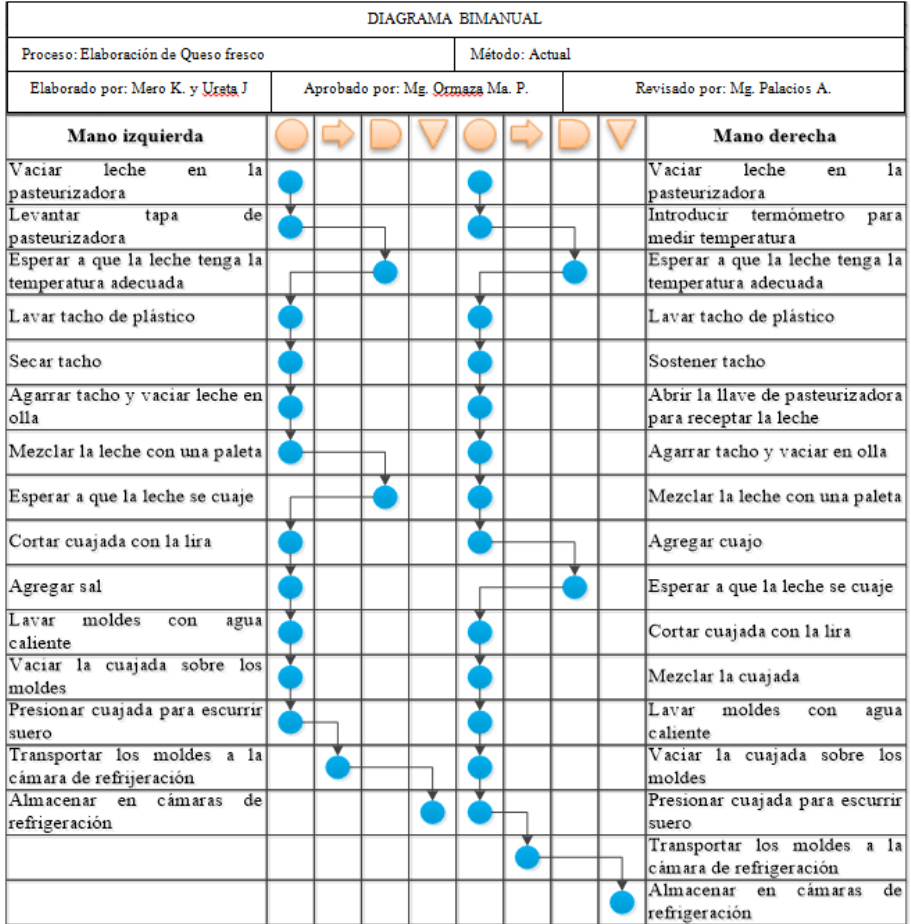 DIAGRAMA BIMANUAL
Proceso: Elaboración de Queso fresco
Método: Actual
Elaborado por: Mero K. y Ureta J
Aprobado por: Mg. Ormaza Ma. P.
Revisado por: Mg. Palacios A.
Mano izquierda
Mano derecha
Vaciar leche en la
pasteurizadora
Vaciar leche en la
pasteurizadora
Levantar tapa de
pasteurizadora
Introducir termómetro para
medir temperatura
Esperar a que la leche tenga la
temperatura adecuada
Esperar a que la leche tenga la
temperatura adecuada
Lavar tacho de plástico
Lavar tacho de plástico
Secar tacho
Sostener tacho
Agarrar tacho y vaciar leche en
olla
Abrir la llave de pasteurizadora
para receptar la leche
Mezclar la leche con una paleta
Agarrar tacho y vaciar en olla
Esperar a que la leche se cuaje
Mezclar la leche con una paleta
Cortar cuajada con la lira
Agregar cuajo
Agregar sal
Esperar a que la leche se cuaje
Lavar moldes con agua
caliente
Cortar cuajada con la lira
Vaciar la cuajada sobre los
moldes
Mezclar la cuajada
Presionar cuajada para escurrir
suero
Lavar moldes con agua
caliente
Transportar los moldes a la
cámara de refrijeración
Vaciar la cuajada sobre los
moldes
Almacenar en cámaras de
refrigeración
Presionar cuajada para escurrir
suero
Transportar los moldes a la
cámara de refrigeración
Almacenar en cámaras de
refrigeración